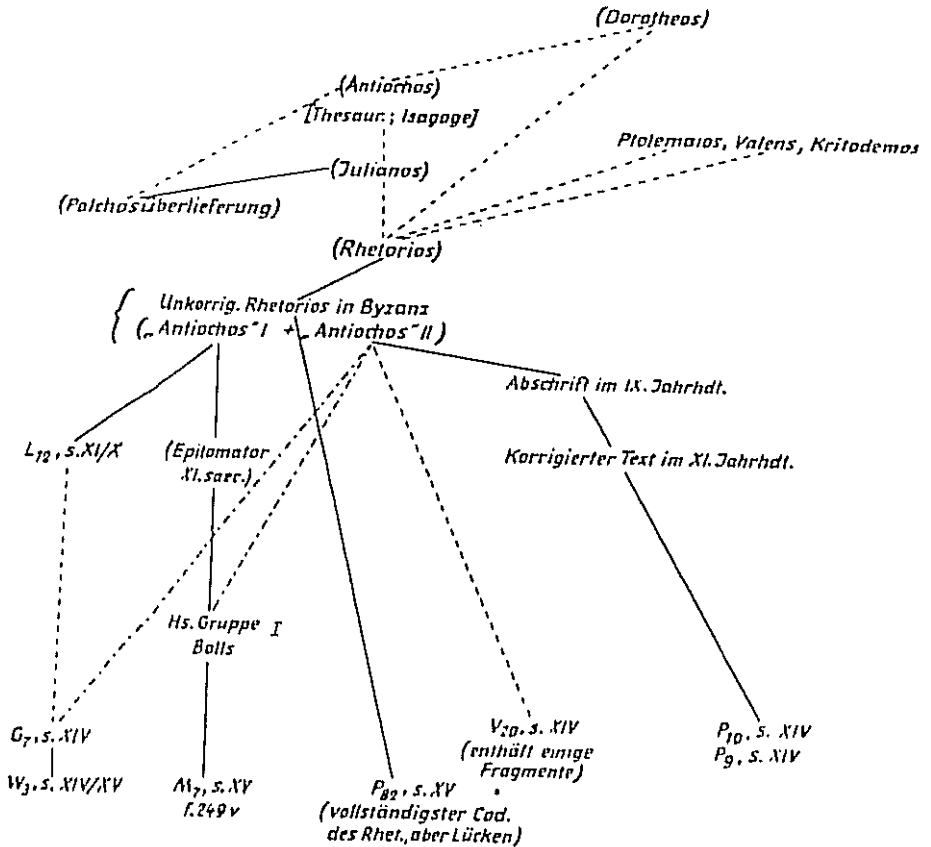 (Dorotheos)
(Antiochos)
[Thesaur.; Isagoge]
Ptolemaios, Valens, Kritodemos
(Julianos)
(Palchosüberlieferung)
(Rhetorios)
Unkorrig. Rhetorios in Byzanz
(„Antiochos" I + „Antiochos" II)
Abschrift im IX. Jahrhdt.
L12, s. XI/X
(Epitomator
XI. saec.)
Korrigierter Text im XI. Jahrhdt.
Hs. Gruppe I
Bolls
G7, s. XIV
V20, s. XIV
(enthält einige
Fragmente)
P10, s. XIV
P9, s. XIV
W3, s. XIV/XV
M7, s. XV
f. 249 v
P82, s. XV
(vollständigster Cod.
des Rhet., aber Lücken)